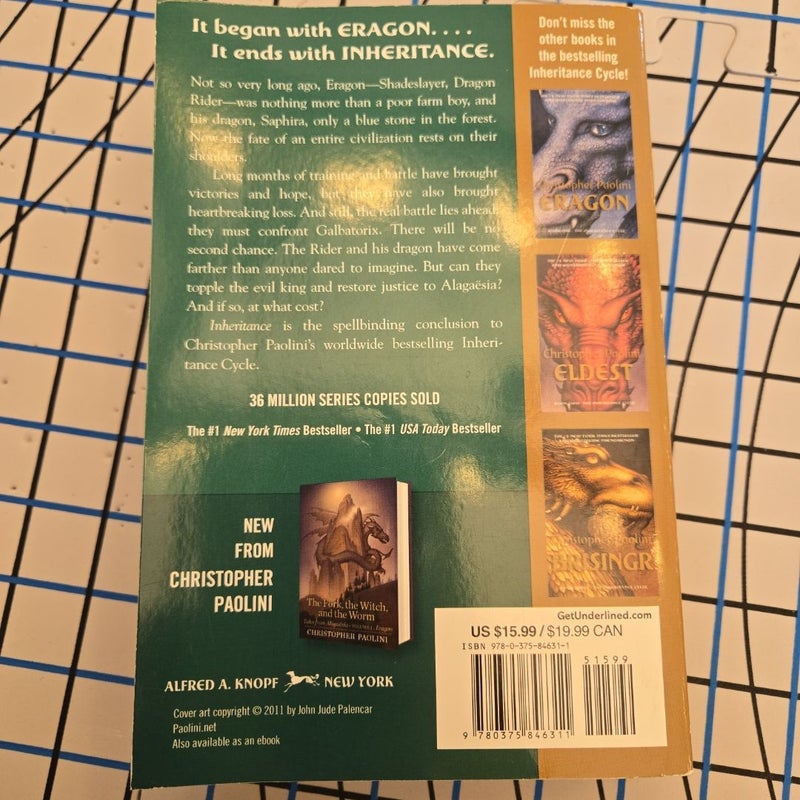 It began with ERAGON. . . .
It ends with INHERITANCE.
Not so very long ago, Eragon—Shadeslayer, Dragon
Rider—was nothing more than a poor farm boy, and
his dragon, Saphira, only a blue stone in the forest.
Now the fate of an entire civilization rests on their
shoulders.
Long months of training and battle have brought
victories and hope, but they have also brought
heartbreaking loss. And still, the real battle lies ahead:
they must confront Galbatorix. There will be no
second chance. The Rider and his dragon have come
farther than anyone dared to imagine. But can they
topple the evil king and restore justice to Alagaësia?
And if so, at what cost?
Inheritance is the spellbinding conclusion to
Christopher Paolini's worldwide bestselling Inheri-
tance Cycle.
36 MILLION SERIES COPIES SOLD
The #1 New York Times Bestseller • The #1 USA Today Bestseller
NEW
FROM
CHRISTOPHER
PAOLINI
The Fork, the Witch,
and the Worm
Tales from Alagaësia
Eragon
CHRISTOPHER PAOLINI
ALFRED A. KNOPF NEW YORK
Cover art copyright © 2011 by John Jude Palencar
Paolini.net
Also available as an ebook
Don't miss the
other books in
the bestselling
Inheritance Cycle!
Christopher Paolini
ERAGON
Christopher Paolini
ELDEST
Christopher Paolini
BRISINGR
GetUnderlined.com
US $15.99 / $19.99 CAN
ISBN 978-0-375-84631-1
51599
9 780375 846311